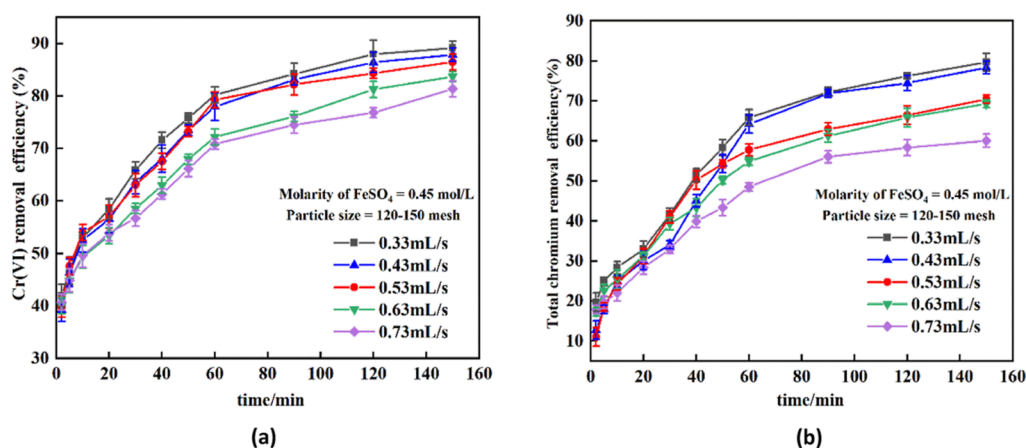 (a)
(b)
Cr(VI) removal efficiency (%)
90
80
70
60
50
40
30
0 20 40 60 80 100 120 140 160
time/min
Molarity of FeSO₄ = 0.45 mol/L
Particle size = 120-150 mesh
0.33mL/s
0.43mL/s
0.53mL/s
0.63mL/s
0.73mL/s
(a)
Total chromium removal efficiency(%)
90
80
70
60
50
40
30
20
10
0 20 40 60 80 100 120 140 160
time/min
Molarity of FeSO₄ = 0.45 mol/L
Particle size = 120-150 mesh
0.33mL/s
0.43mL/s
0.53mL/s
0.63mL/s
0.73mL/s
(b)